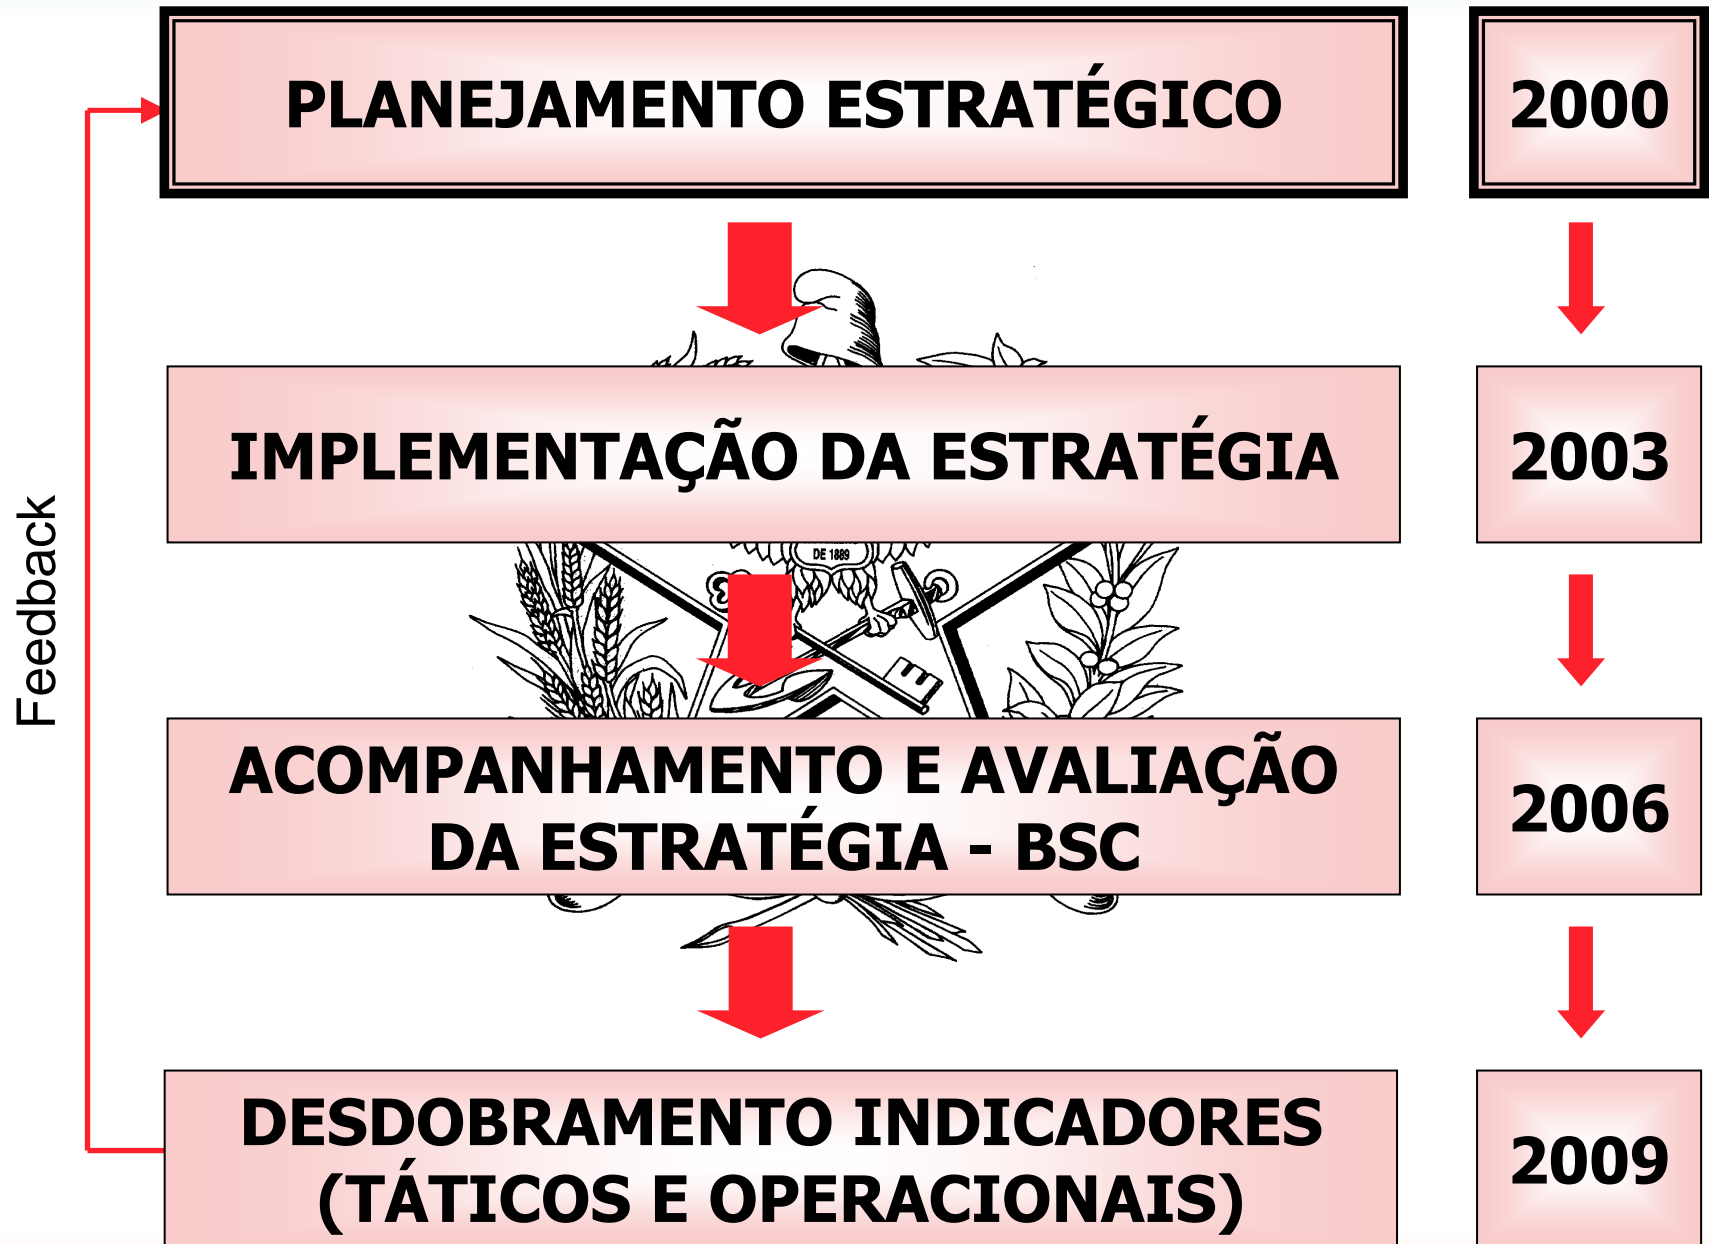 PLANEJAMENTO ESTRATÉGICO
2000
IMPLEMENTAÇÃO DA ESTRATÉGIA
2003
DE 1889
Feedback
ACOMPANHAMENTO E AVALIAÇÃO
DA ESTRATÉGIA - BSC
2006
DESDOBRAMENTO INDICADORES
(TÁTICOS E OPERACIONAIS)
2009